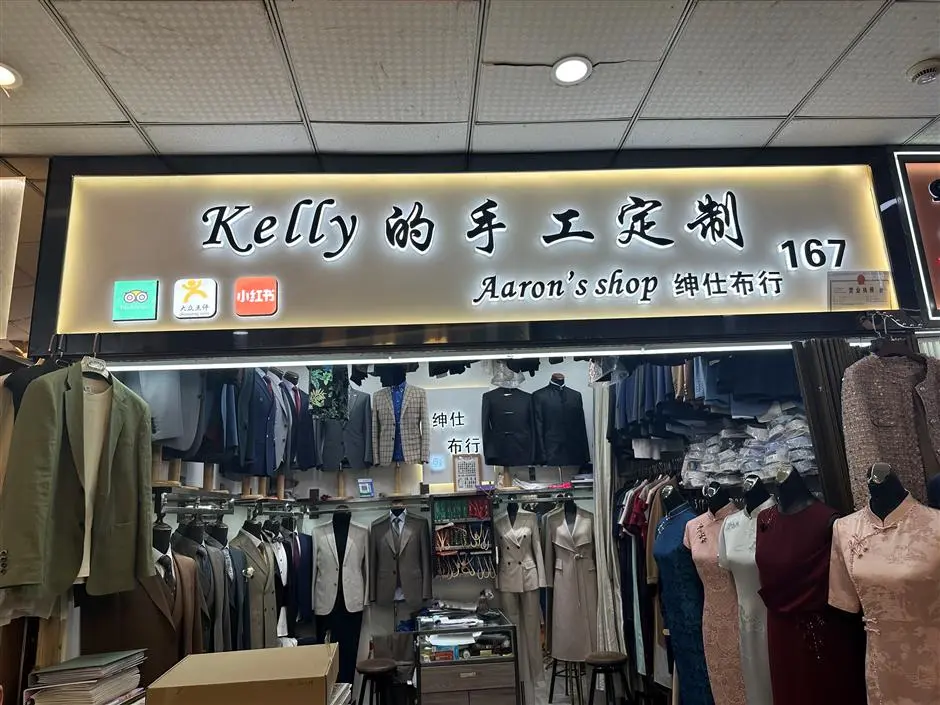 Kelly 的手工定制
167
Aaron's shop 绅仕布行
大众点评
小红书
营业执照
绅仕
布行